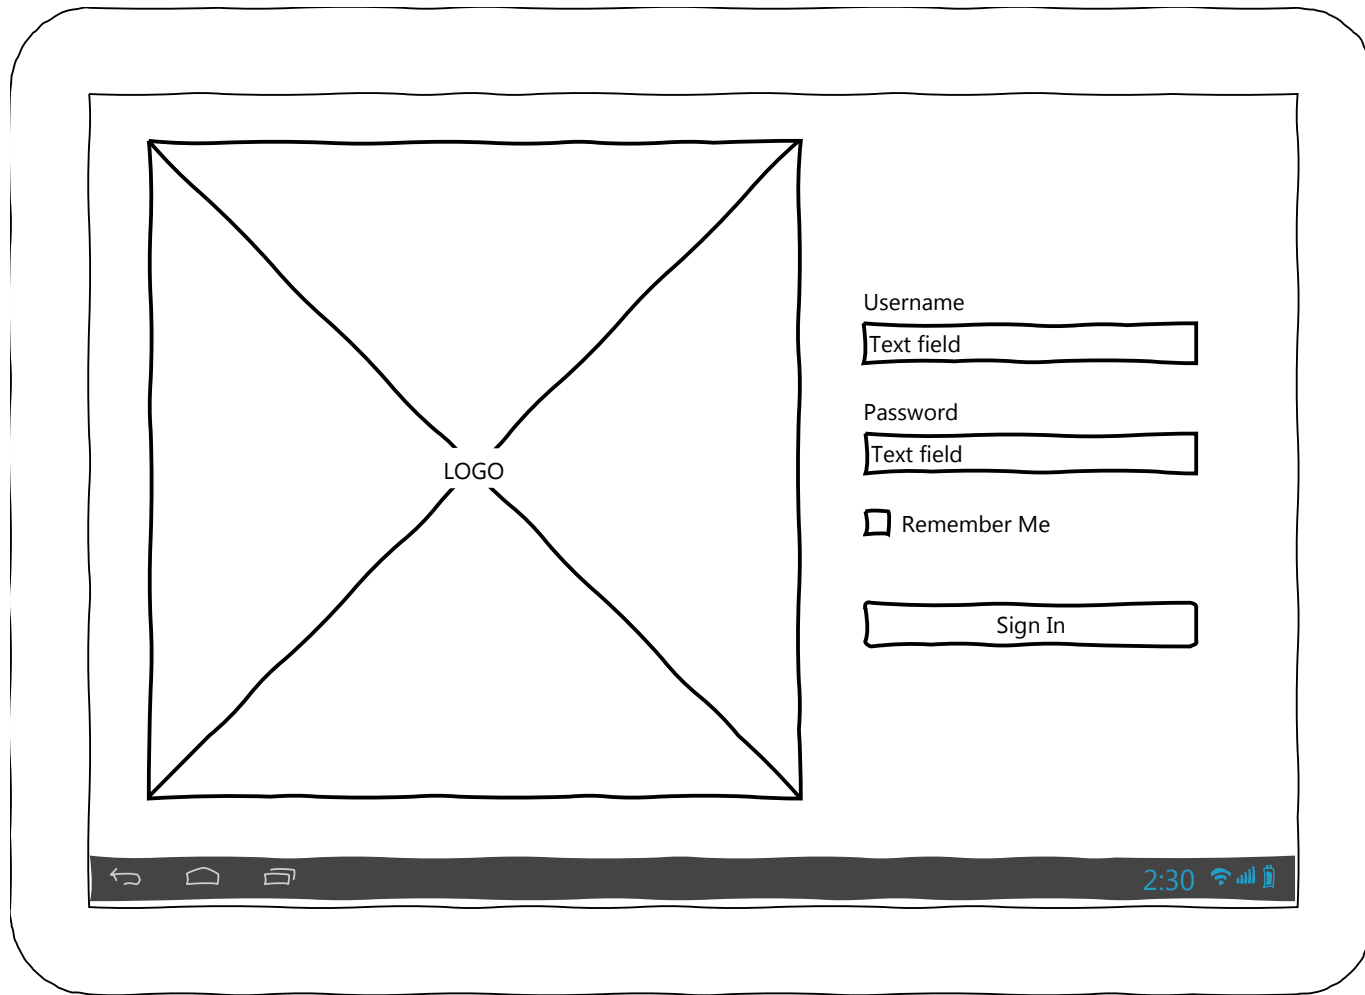 LOGO
Username
Text field
Password
Text field
Remember Me
Sign In
2:30